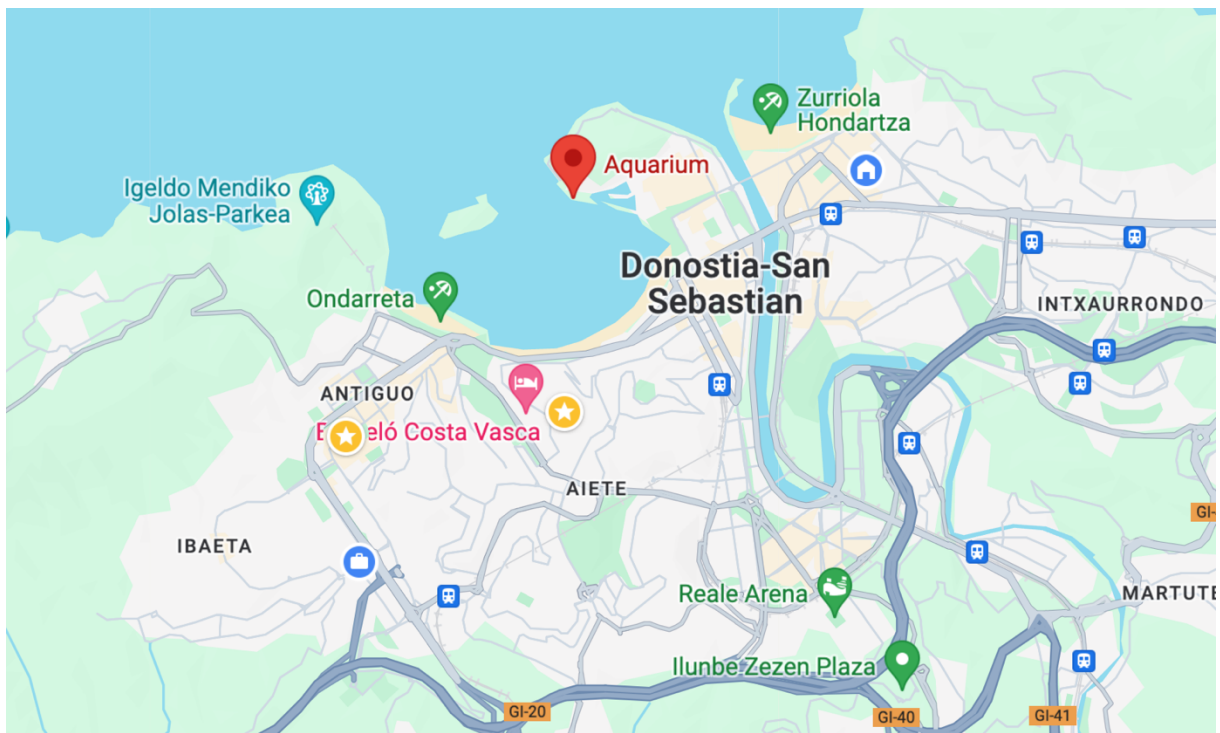 Zurriola
Hondartza
Aquarium
Igeldo Mendiko
Jolas-Parkea
Donostia-San
Sebastian
Ondarreta
INTXAURRONDO
ANTIGUO
Costa Vasca
AIETE
IBAETA
Reale Arena
MARTUTE
Ilunbe Zezen Plaza
GI-20
GI-40
GI-41